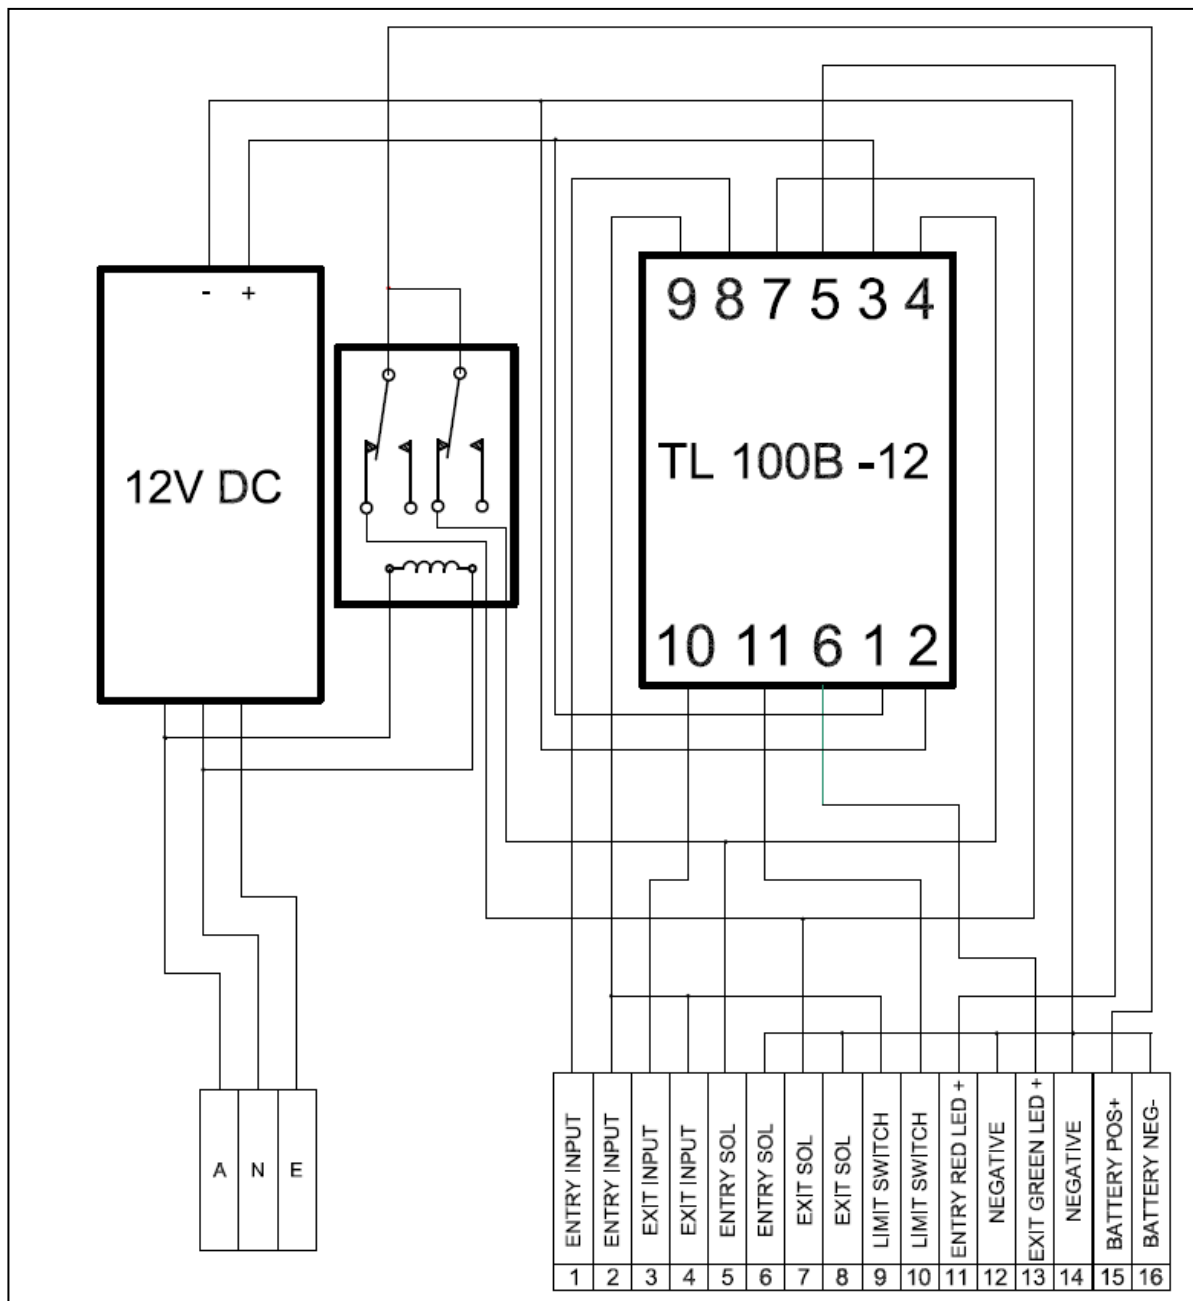 - +
12V DC
9 8 7 5 3 4
TL 100B -12
10 11 6 1 2
A N E
ENTRY INPUT
ENTRY INPUT
EXIT INPUT
EXIT INPUT
ENTRY SOL
ENTRY SOL
EXIT SOL
EXIT SOL
LIMIT SWITCH
LIMIT SWITCH
ENTRY RED LED +
NEGATIVE
EXIT GREEN LED +
NEGATIVE
BATTERY POS+
BATTERY NEG-
1 2 3 4 5 6 7 8 9 10 11 12 13 14 15 16